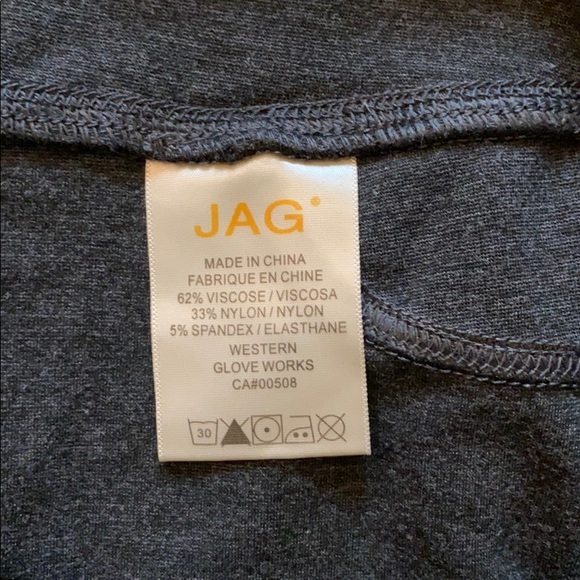 JAG®
MADE IN CHINA
FABRIQUE EN CHINE
62% VISCOSE / VISCOSA
33% NYLON / NYLON
5% SPANDEX / ELASTHANE
WESTERN
GLOVE WORKS
CA#00508
30